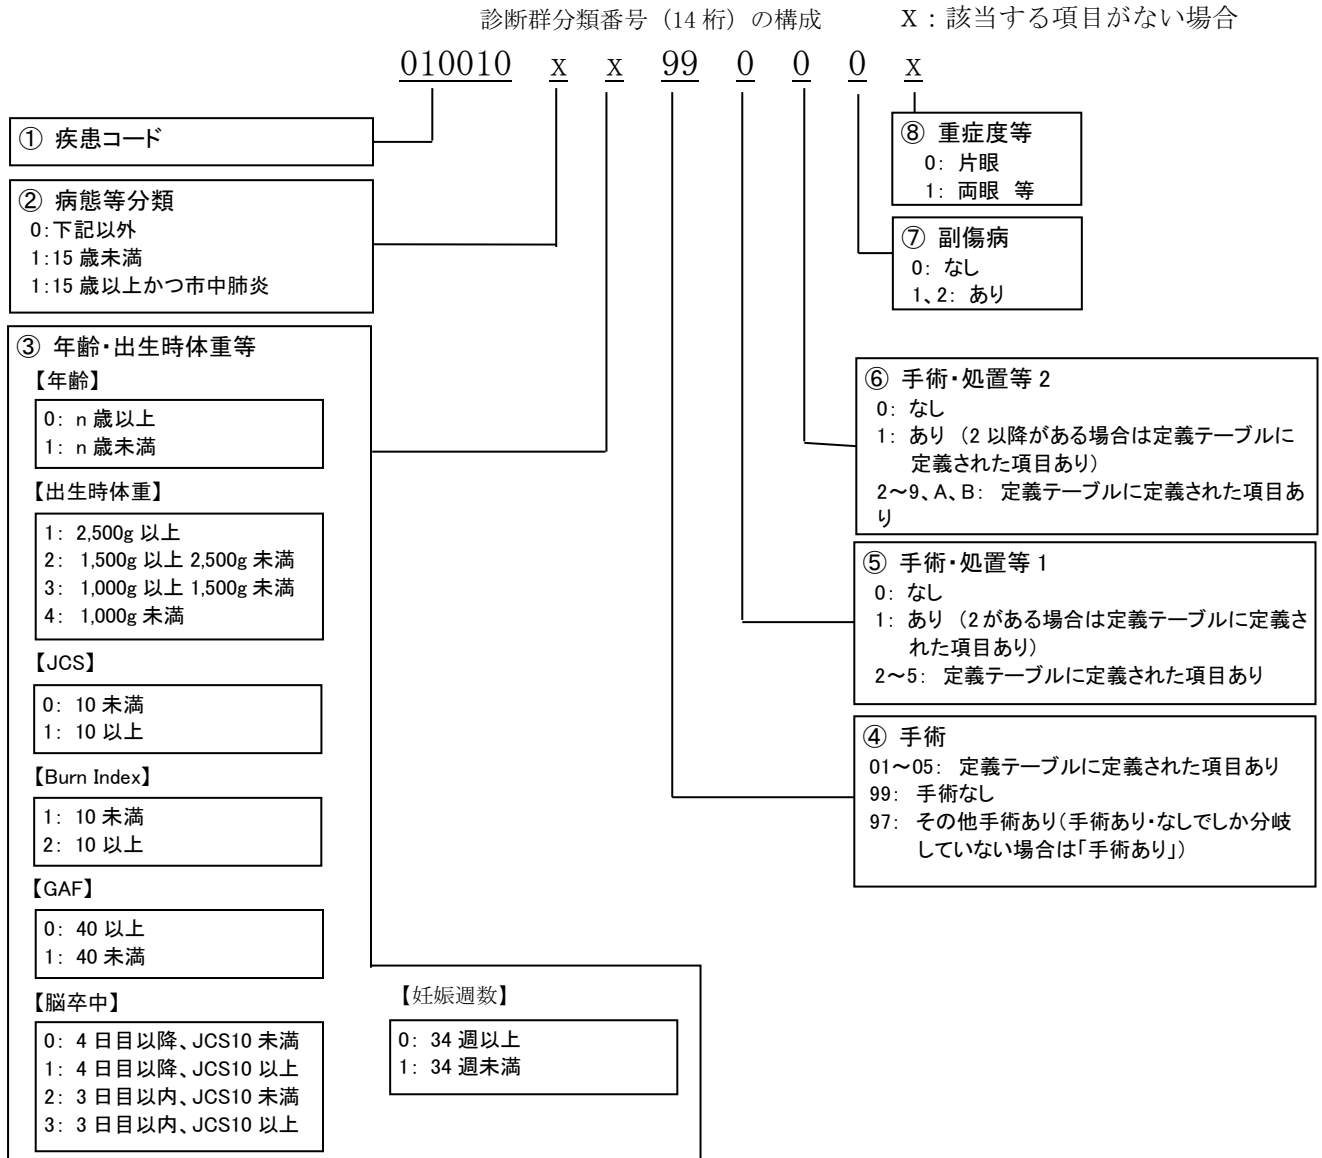 診断群分類番号（14 桁）の構成　X：該当する項目がない場合
010010 x x 99 0 0 0 x
① 疾患コード
② 病態等分類
0:下記以外
1:15 歳未満
1:15 歳以上かつ市中肺炎
③ 年齢・出生時体重等
【年齢】
0: n 歳以上
1: n 歳未満
【出生時体重】
1: 2,500g 以上
2: 1,500g 以上 2,500g 未満
3: 1,000g 以上 1,500g 未満
4: 1,000g 未満
【JCS】
0: 10 未満
1: 10 以上
【Burn Index】
1: 10 未満
2: 10 以上
【GAF】
0: 40 以上
1: 40 未満
【脳卒中】
0: 4 日目以降、JCS10 未満
1: 4 日目以降、JCS10 以上
2: 3 日目以内、JCS10 未満
3: 3 日目以内、JCS10 以上
【妊娠週数】
0: 34 週以上
1: 34 週未満
⑧ 重症度等
0: 片眼
1: 両眼 等
⑦ 副傷病
0: なし
1、2: あり
⑥ 手術・処置等 2
0: なし
1: あり（2 以降がある場合は定義テーブルに
定義された項目あり）
2～9、A、B: 定義テーブルに定義された項目あ
り
⑤ 手術・処置等 1
0: なし
1: あり（2 がある場合は定義テーブルに定義さ
れた項目あり）
2～5: 定義テーブルに定義された項目あり
④ 手術
01～05: 定義テーブルに定義された項目あり
99: 手術なし
97: その他手術あり（手術あり・なしでしか分岐
していない場合は「手術あり」）